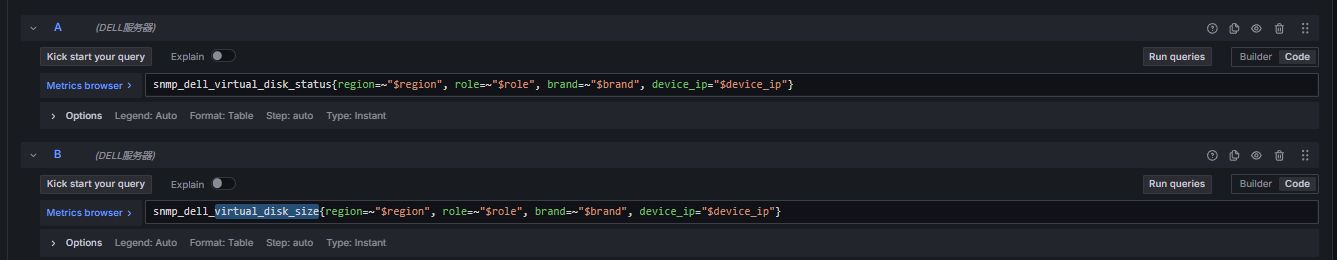 A (DELL服务器)
Kick start your query Explain Run queries Builder Code
Metrics browser > snmp_dell_virtual_disk_status{region=~"$region", role=~"$role", brand=~"$brand", device_ip="$device_ip"}
> Options Legend: Auto Format: Table Step: auto Type: Instant
B (DELL服务器)
Kick start your query Explain Run queries Builder Code
Metrics browser > snmp_dell_virtual_disk_size{region=~"$region", role=~"$role", brand=~"$brand", device_ip="$device_ip"}
> Options Legend: Auto Format: Table Step: auto Type: Instant